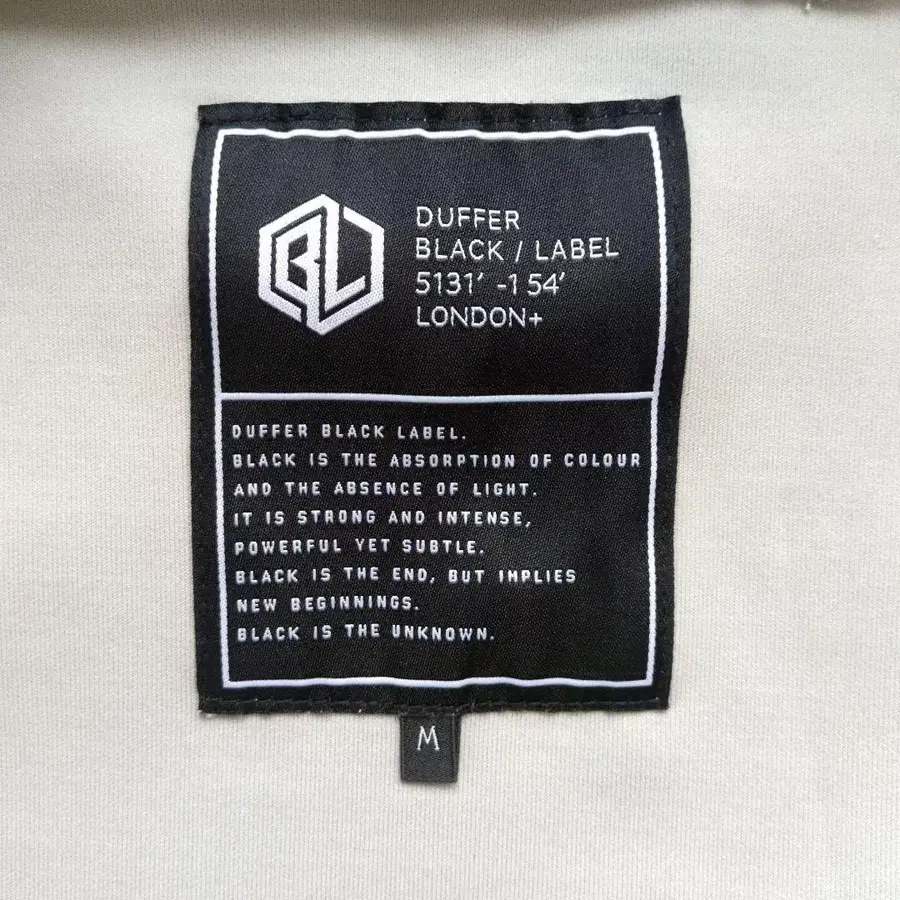 BL
DUFFER
BLACK / LABEL
5131′ -1 54′
LONDON+
DUFFER BLACK LABEL.
BLACK IS THE ABSORPTION OF COLOUR
AND THE ABSENCE OF LIGHT.
IT IS STRONG AND INTENSE,
POWERFUL YET SUBTLE.
BLACK IS THE END, BUT IMPLIES
NEW BEGINNINGS.
BLACK IS THE UNKNOWN.
M